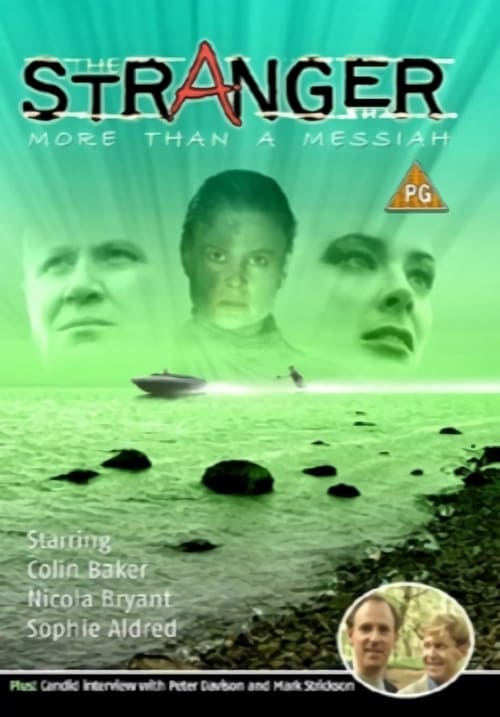 THE
STRANGER
MORE THAN A MESSIAH
PG
Starring
Colin Baker
Nicola Bryant
Sophie Aldred
Plus! Candid interview with Peter Davison and Mark Strickson